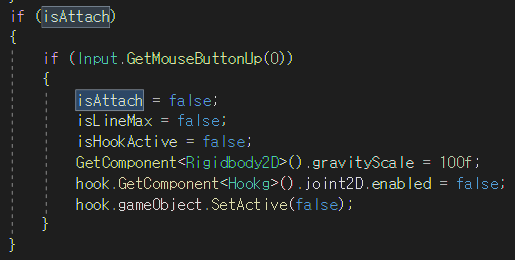 if (isAttach)
{
if (Input.GetMouseButtonUp(0))
{
isAttach = false;
isLineMax = false;
isHookActive = false;
GetComponent<Rigidbody2D>().gravityScale = 100f;
hook.GetComponent<Hookg>().joint2D.enabled = false;
hook.gameObject.SetActive(false);
}
}